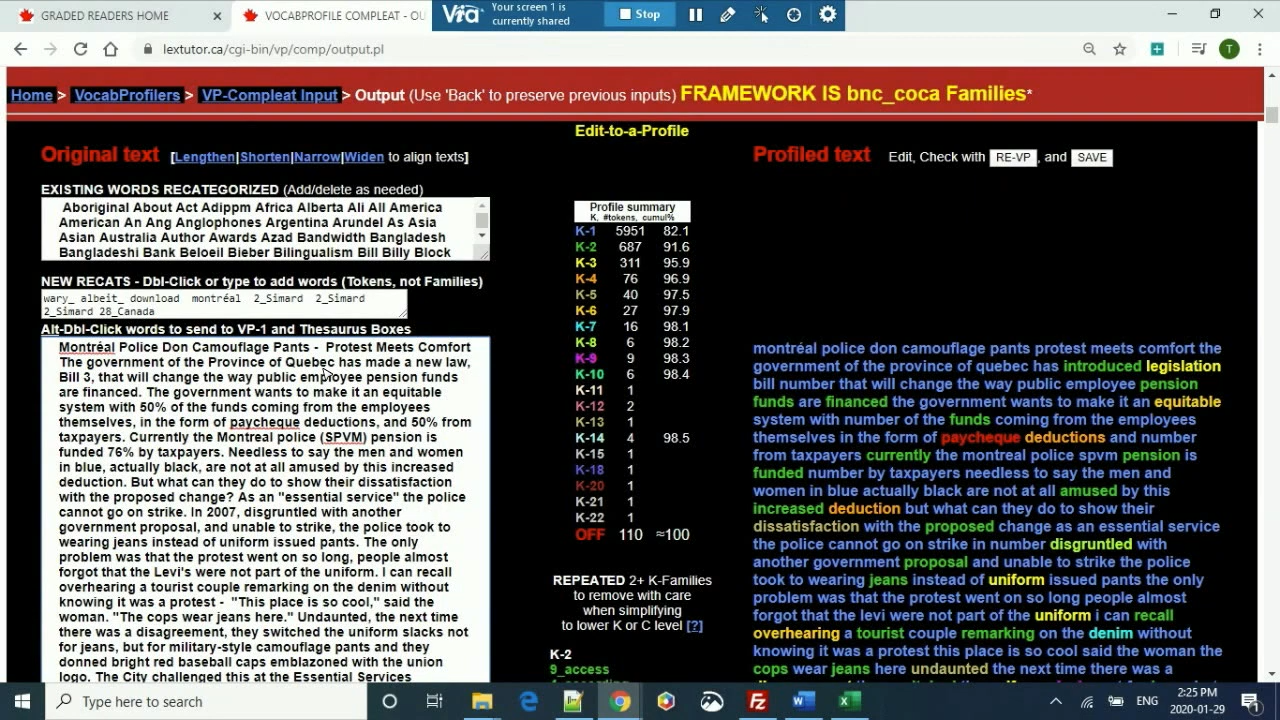 GRADED READERS HOME
VOCABPROFILE COMPLEAT - OU
Your screen 1 is
currently shared
Stop
lextutor.ca/cgi-bin/vp/comp/output.pl
Home > VocabProfilers > VP-Compleat Input > Output (Use 'Back' to preserve previous inputs) FRAMEWORK IS bnc_coca Families*
Edit-to-a-Profile
Original text [Lengthen|Shorten|Narrow|Widen to align texts]
EXISTING WORDS RECATEGORIZED (Add/delete as needed)
Aboriginal About Act Adippm Africa Alberta Ali All America
American An Ang Anglophones Argentina Arundel As Asia
Asian Australia Author Awards Azad Bandwidth Bangladesh
Bangladeshi Bank Beloeil Bieber Bilingualism Bill Billy Block
NEW RECATS - Dbl-Click or type to add words (Tokens, not Families)
wary_ albeit_ download montréal 2_Simard 2_Simard
2_Simard 28_Canada
Alt-Dbl-Click words to send to VP-1 and Thesaurus Boxes
Montréal Police Don Camouflage Pants - Protest Meets Comfort
The government of the Province of Quebec has made a new law,
Bill 3, that will change the way public employee pension funds
are financed. The government wants to make it an equitable
system with 50% of the funds coming from the employees
themselves, in the form of paycheque deductions, and 50% from
taxpayers. Currently the Montreal police (SPVM) pension is
funded 76% by taxpayers. Needless to say the men and women
in blue, actually black, are not at all amused by this increased
deduction. But what can they do to show their dissatisfaction
with the proposed change? As an "essential service" the police
cannot go on strike. In 2007, disgruntled with another
government proposal, and unable to strike, the police took to
wearing jeans instead of uniform issued pants. The only
problem was that the protest went on so long, people almost
forgot that the Levi's were not part of the uniform. I can recall
overhearing a tourist couple remarking on the denim without
knowing it was a protest - "This place is so cool," said the
woman. "The cops wear jeans here." Undaunted, the next time
there was a disagreement, they switched the uniform slacks not
for jeans, but for military-style camouflage pants and they
donned bright red baseball caps emblazoned with the union
logo. The City challenged this at the Essential Services
Profile summary
K, #tokens, cumul%
K-1 5951 82.1
K-2 687 91.6
K-3 311 95.9
K-4 76 96.9
K-5 40 97.5
K-6 27 97.9
K-7 16 98.1
K-8 6 98.2
K-9 9 98.3
K-10 6 98.4
K-11 1
K-12 2
K-13 1
K-14 4 98.5
K-15 1
K-18 1
K-20 1
K-21 1
K-22 1
OFF 110 ≈100
REPEATED 2+ K-Families
to remove with care
when simplifying
to lower K or C level [?]
K-2
9_access
Profiled text Edit, Check with RE-VP, and SAVE
montréal police don camouflage pants protest meets comfort the
government of the province of quebec has introduced legislation
bill number that will change the way public employee pension
funds are financed the government wants to make it an equitable
system with number of the funds coming from the employees
themselves in the form of paycheque deductions and number
from taxpayers currently the montreal police spvm pension is
funded number by taxpayers needless to say the men and
women in blue actually black are not at all amused by this
increased deduction but what can they do to show their
dissatisfaction with the proposed change as an essential service
the police cannot go on strike in number disgruntled with
another government proposal and unable to strike the police
took to wearing jeans instead of uniform issued pants the only
problem was that the protest went on so long people almost
forgot that the levi were not part of the uniform i can recall
overhearing a tourist couple remarking on the denim without
knowing it was a protest this place is so cool said the woman the
cops wear jeans here undaunted the next time there was a
Type here to search
ENG
2:25 PM
2020-01-29